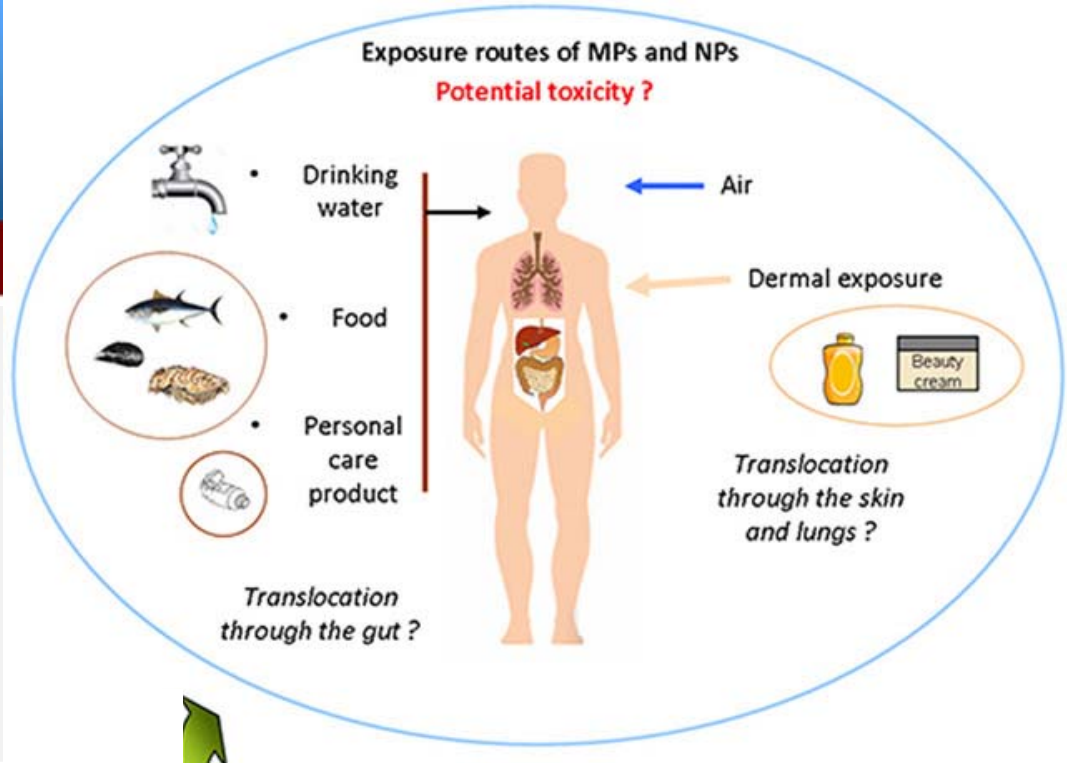 Exposure routes of MPs and NPs
Potential toxicity ?
• Drinking
water
• Food
• Personal
care
product
Translocation
through the gut ?
Air
Dermal exposure
Beauty
cream
Translocation
through the skin
and lungs ?